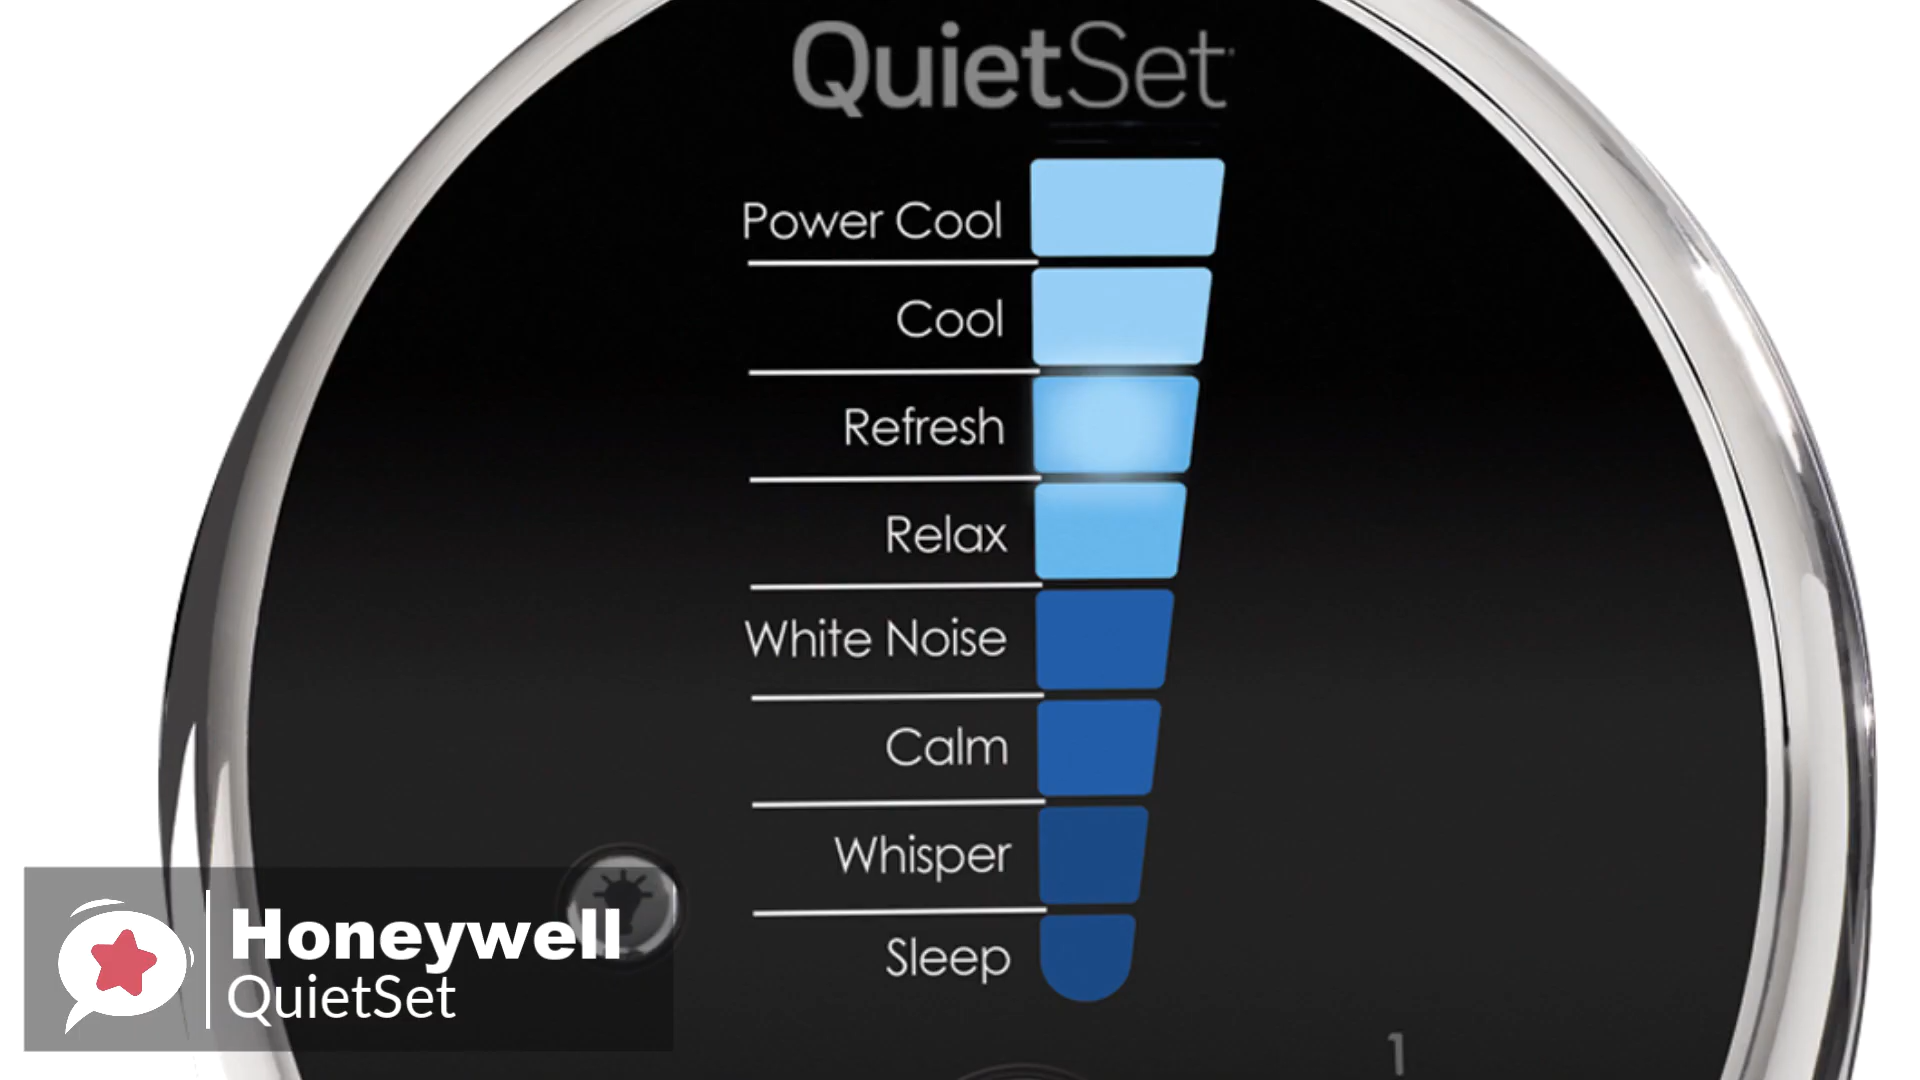 QuietSet
Power Cool
Cool
Refresh
Relax
White Noise
Calm
Whisper
Sleep
Honeywell
QuietSet
1